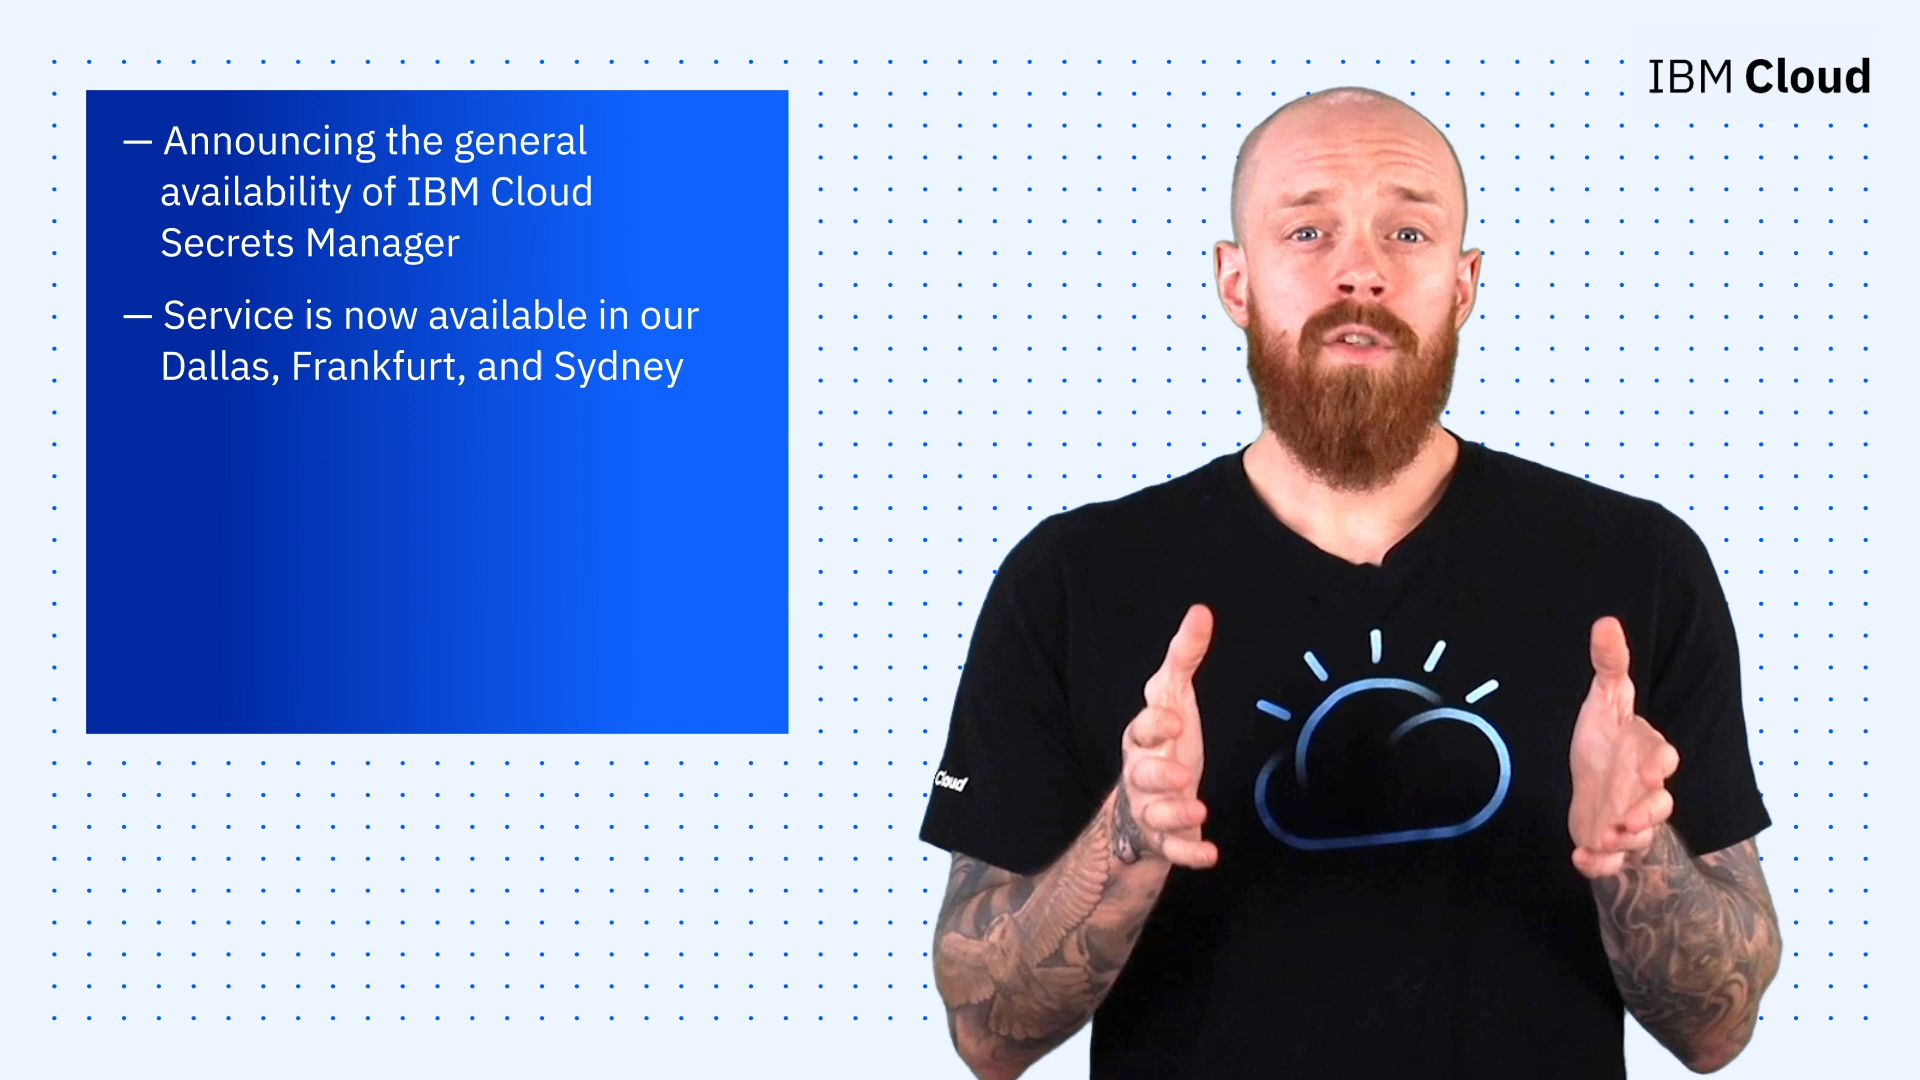 IBM Cloud
— Announcing the general
availability of IBM Cloud
Secrets Manager
— Service is now available in our
Dallas, Frankfurt, and Sydney
Cloud